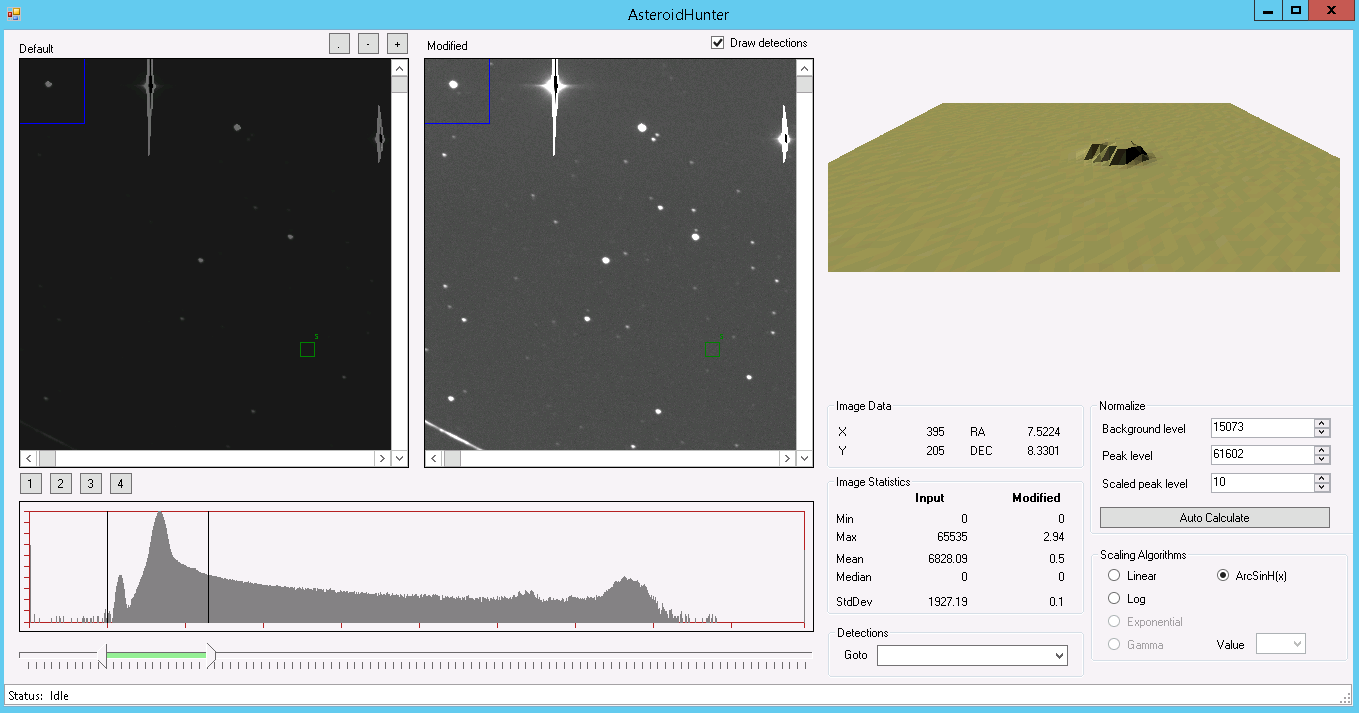 AsteroidHunter
Default
. - +
Modified
Draw detections
S
1 2 3 4
Image Data
X 395 RA 7.5224
Y 205 DEC 8.3301
Image Statistics
Input Modified
Min 0 0
Max 65535 2.94
Mean 6828.09 0.5
Median 0 0
StdDev 1927.19 0.1
Detections
Goto
Normalize
Background level 15073
Peak level 61602
Scaled peak level 10
Auto Calculate
Scaling Algorithms
Linear ArcSinH(x)
Log
Exponential
Gamma Value
Status: Idle